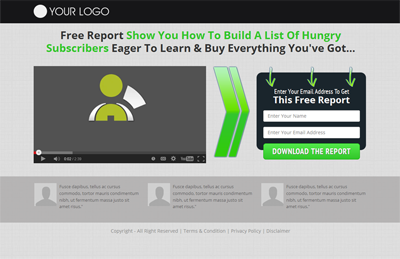 YOUR LOGO
Free Report Show You How To Build A List Of Hungry
Subscribers Eager To Learn & Buy Everything You've Got...
Enter Your Email Address To Get
This Free Report
Enter Your Name
Enter Your Email Address
DOWNLOAD THE REPORT
YouTube
Fusce dapibus, tellus ac cursus
commodo, tortor mauris condimentum
nibh, ut fermentum massa justo sit
amet risus."
Fusce dapibus, tellus ac cursus
commodo, tortor mauris condimentum
nibh, ut fermentum massa justo sit
amet risus."
Fusce dapibus, tellus ac cursus
commodo, tortor mauris condimentum
nibh, ut fermentum massa justo sit
amet risus."
Copyright - All Right Reserved | Terms & Condition | Privacy Policy | Disclaimer